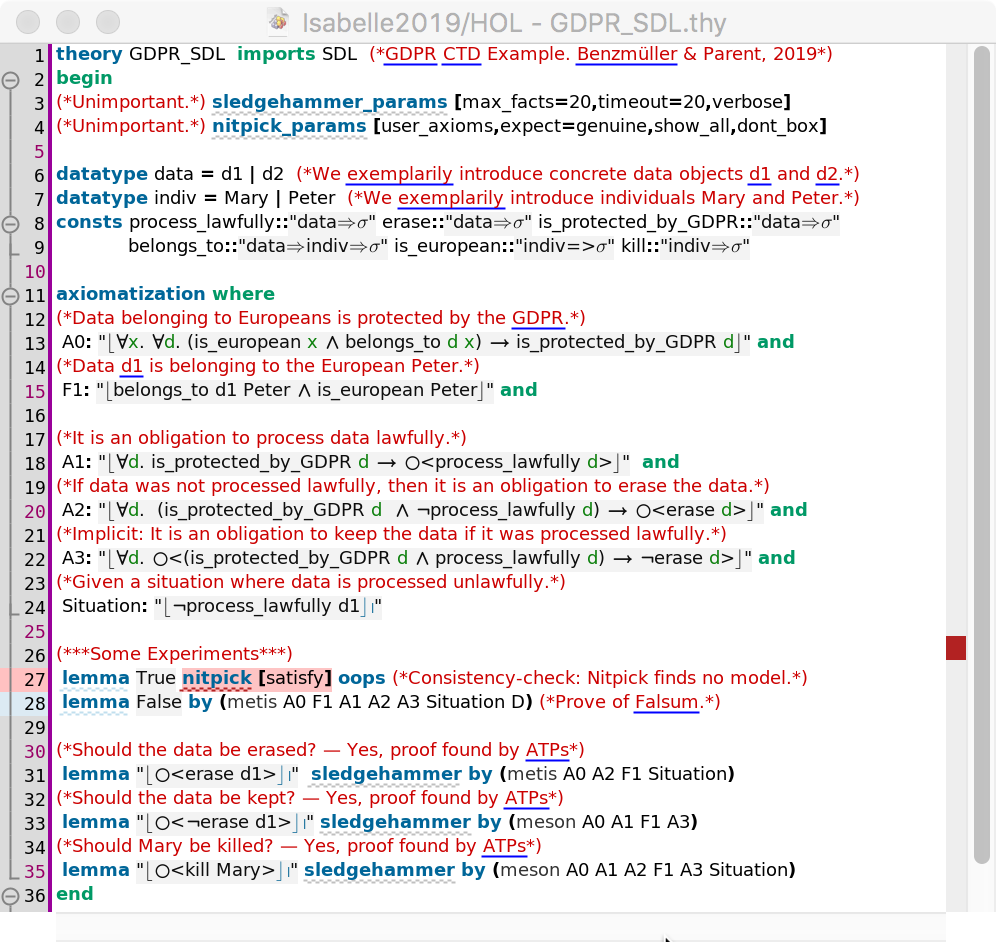 Isabelle2019/HOL - GDPR_SDL.thy
1 theory GDPR_SDL imports SDL (*GDPR CTD Example. Benzmüller & Parent, 2019*)
2 begin
3 (*Unimportant.*) sledgehammer_params [max_facts=20,timeout=20,verbose]
4 (*Unimportant.*) nitpick_params [user_axioms,expect=genuine,show_all,dont_box]
5
6 datatype data = d1 | d2 (*We exemplarily introduce concrete data objects d1 and d2.*)
7 datatype indiv = Mary | Peter (*We exemplarily introduce individuals Mary and Peter.*)
8 consts process_lawfully::"data⇒σ" erase::"data⇒σ" is_protected_by_GDPR::"data⇒σ"
9 belongs_to::"data⇒indiv⇒σ" is_european::"indiv=>σ" kill::"indiv⇒σ"
10
11 axiomatization where
12 (*Data belonging to Europeans is protected by the GDPR.*)
13 A0: "⌊∀x. ∀d. (is_european x ∧ belongs_to d x) → is_protected_by_GDPR d⌋" and
14 (*Data d1 is belonging to the European Peter.*)
15 F1: "⌊belongs_to d1 Peter ∧ is_european Peter⌋" and
16
17 (*It is an obligation to process data lawfully.*)
18 A1: "⌊∀d. is_protected_by_GDPR d → ○<process_lawfully d>⌋" and
19 (*If data was not processed lawfully, then it is an obligation to erase the data.*)
20 A2: "⌊∀d. (is_protected_by_GDPR d ∧ ¬process_lawfully d) → ○<erase d>⌋" and
21 (*Implicit: It is an obligation to keep the data if it was processed lawfully.*)
22 A3: "⌊∀d. ○<(is_protected_by_GDPR d ∧ process_lawfully d) → ¬erase d>⌋" and
23 (*Given a situation where data is processed unlawfully.*)
24 Situation: "⌊¬process_lawfully d1⌋ₗ"
25
26 (***Some Experiments***)
27 lemma True nitpick [satisfy] oops (*Consistency-check: Nitpick finds no model.*)
28 lemma False by (metis A0 F1 A1 A2 A3 Situation D) (*Prove of Falsum.*)
29
30 (*Should the data be erased? — Yes, proof found by ATPs*)
31 lemma "⌊○<erase d1>⌋ₗ" sledgehammer by (metis A0 A2 F1 Situation)
32 (*Should the data be kept? — Yes, proof found by ATPs*)
33 lemma "⌊○<¬erase d1>⌋ₗ" sledgehammer by (meson A0 A1 F1 A3)
34 (*Should Mary be killed? — Yes, proof found by ATPs*)
35 lemma "⌊○<kill Mary>⌋ₗ" sledgehammer by (meson A0 A1 A2 F1 A3 Situation)
36 end